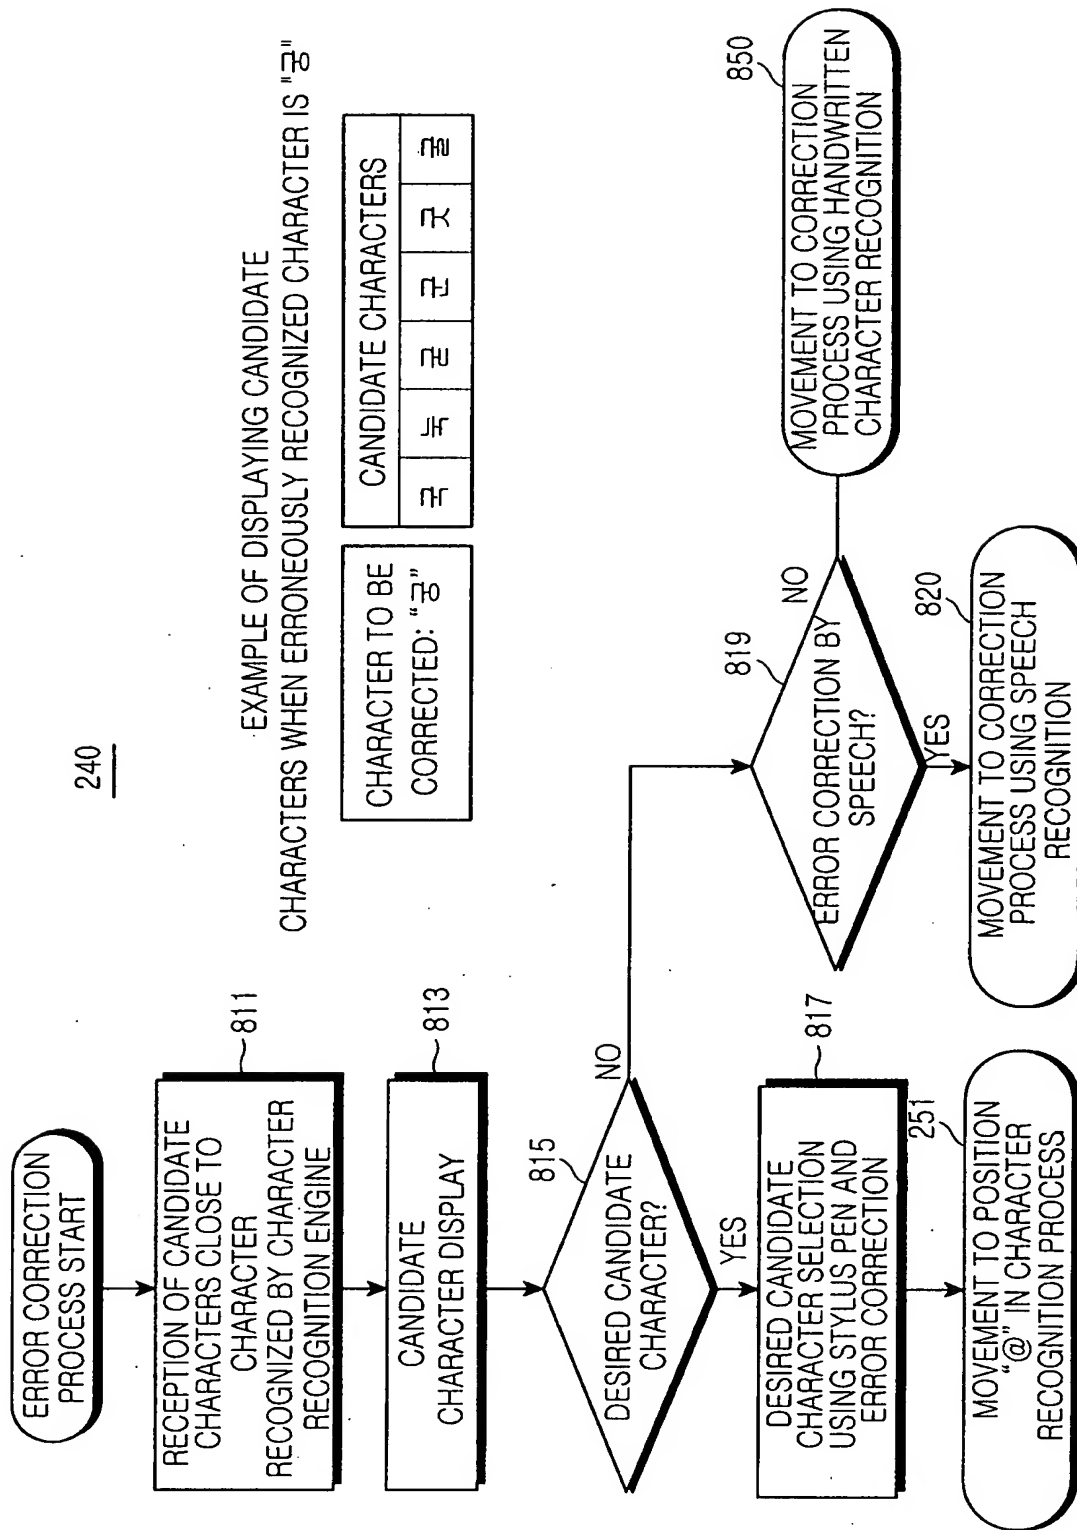 240
EXAMPLE OF DISPLAYING CANDIDATE
CHARACTERS WHEN ERRONEOUSLY RECOGNIZED CHARACTER IS "궁"
CHARACTER TO BE
CORRECTED: "궁"
CANDIDATE CHARACTERS
굿 굴
ERROR CORRECTION
PROCESS START
RECEPTION OF CANDIDATE
CHARACTERS CLOSE TO
CHARACTER
RECOGNIZED BY CHARACTER
RECOGNITION ENGINE
811
CANDIDATE
CHARACTER DISPLAY
813
DESIRED CANDIDATE
CHARACTER?
815
NO
YES
DESIRED CANDIDATE
CHARACTER SELECTION
USING STYLUS PEN AND
ERROR CORRECTION
817
MOVEMENT TO POSITION
"@" IN CHARACTER
RECOGNITION PROCESS
251
ERROR CORRECTION BY
SPEECH?
819
NO
YES
MOVEMENT TO CORRECTION
PROCESS USING SPEECH
RECOGNITION
820
MOVEMENT TO CORRECTION
PROCESS USING HANDWRITTEN
CHARACTER RECOGNITION
850